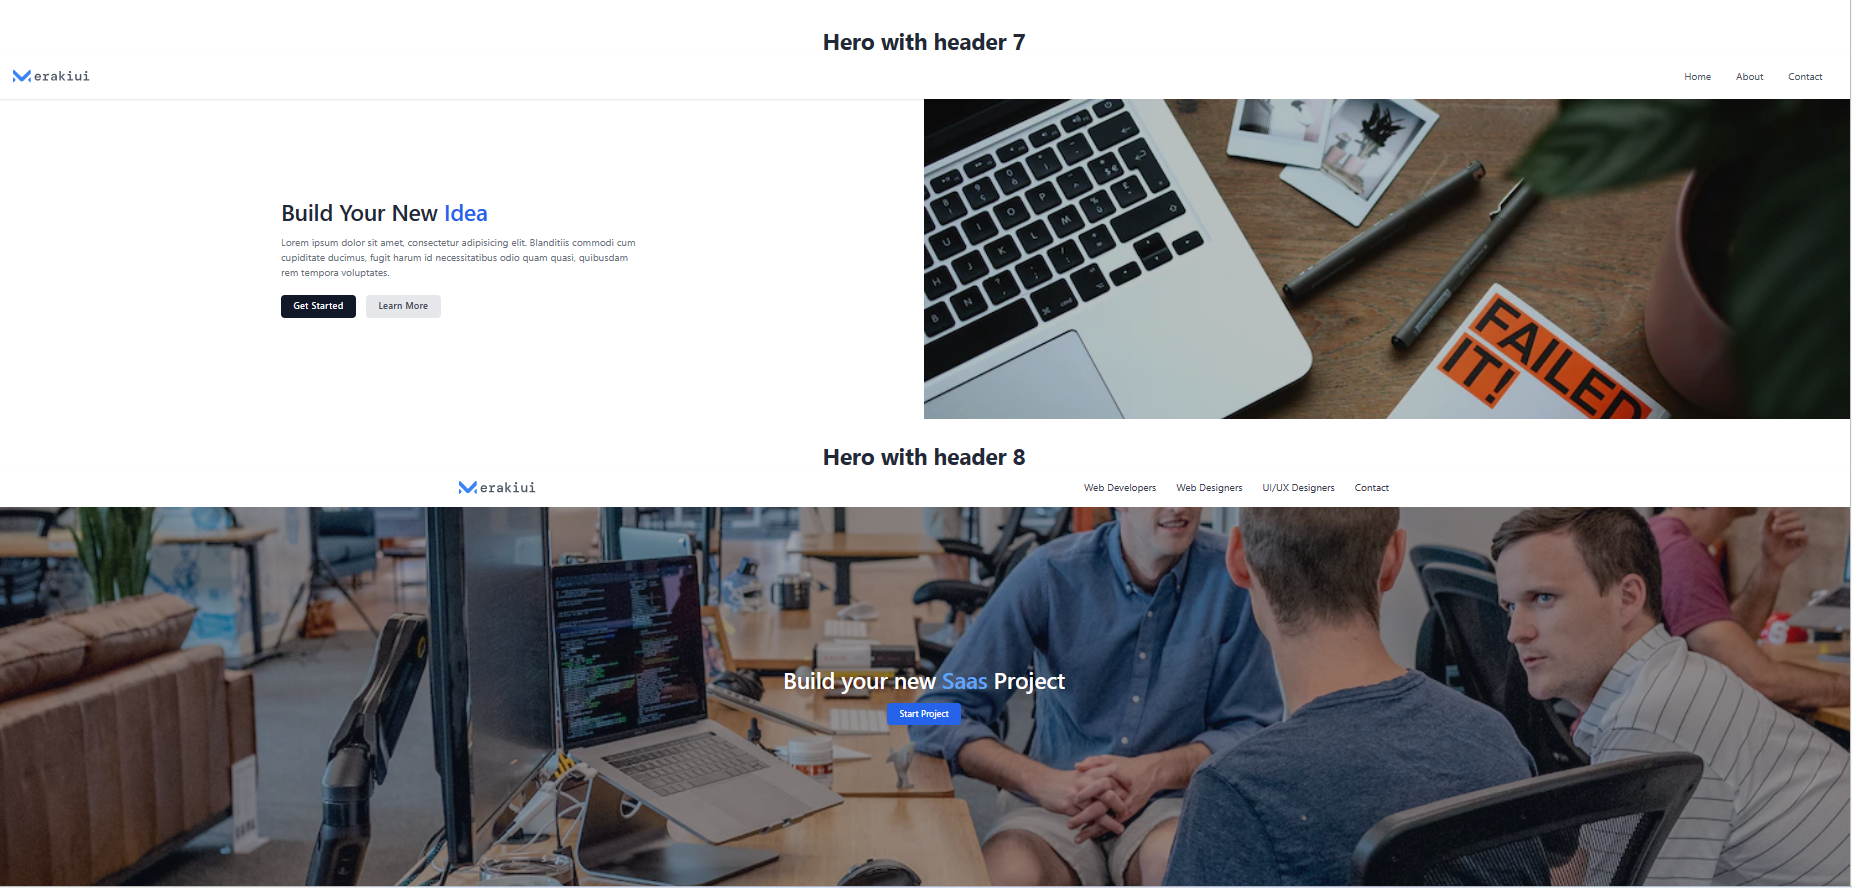 Hero with header 7
erakiui
Home About Contact
Build Your New Idea
Lorem ipsum dolor sit amet, consectetur adipisicing elit. Blanditiis commodi cum
cupiditate ducimus, fugit harum id necessitatibus odio quam quasi, quibusdam
rem tempora voluptates.
Get Started Learn More
FAILED
IT!
Hero with header 8
erakiui
Web Developers Web Designers UI/UX Designers Contact
Build your new Saas Project
Start Project